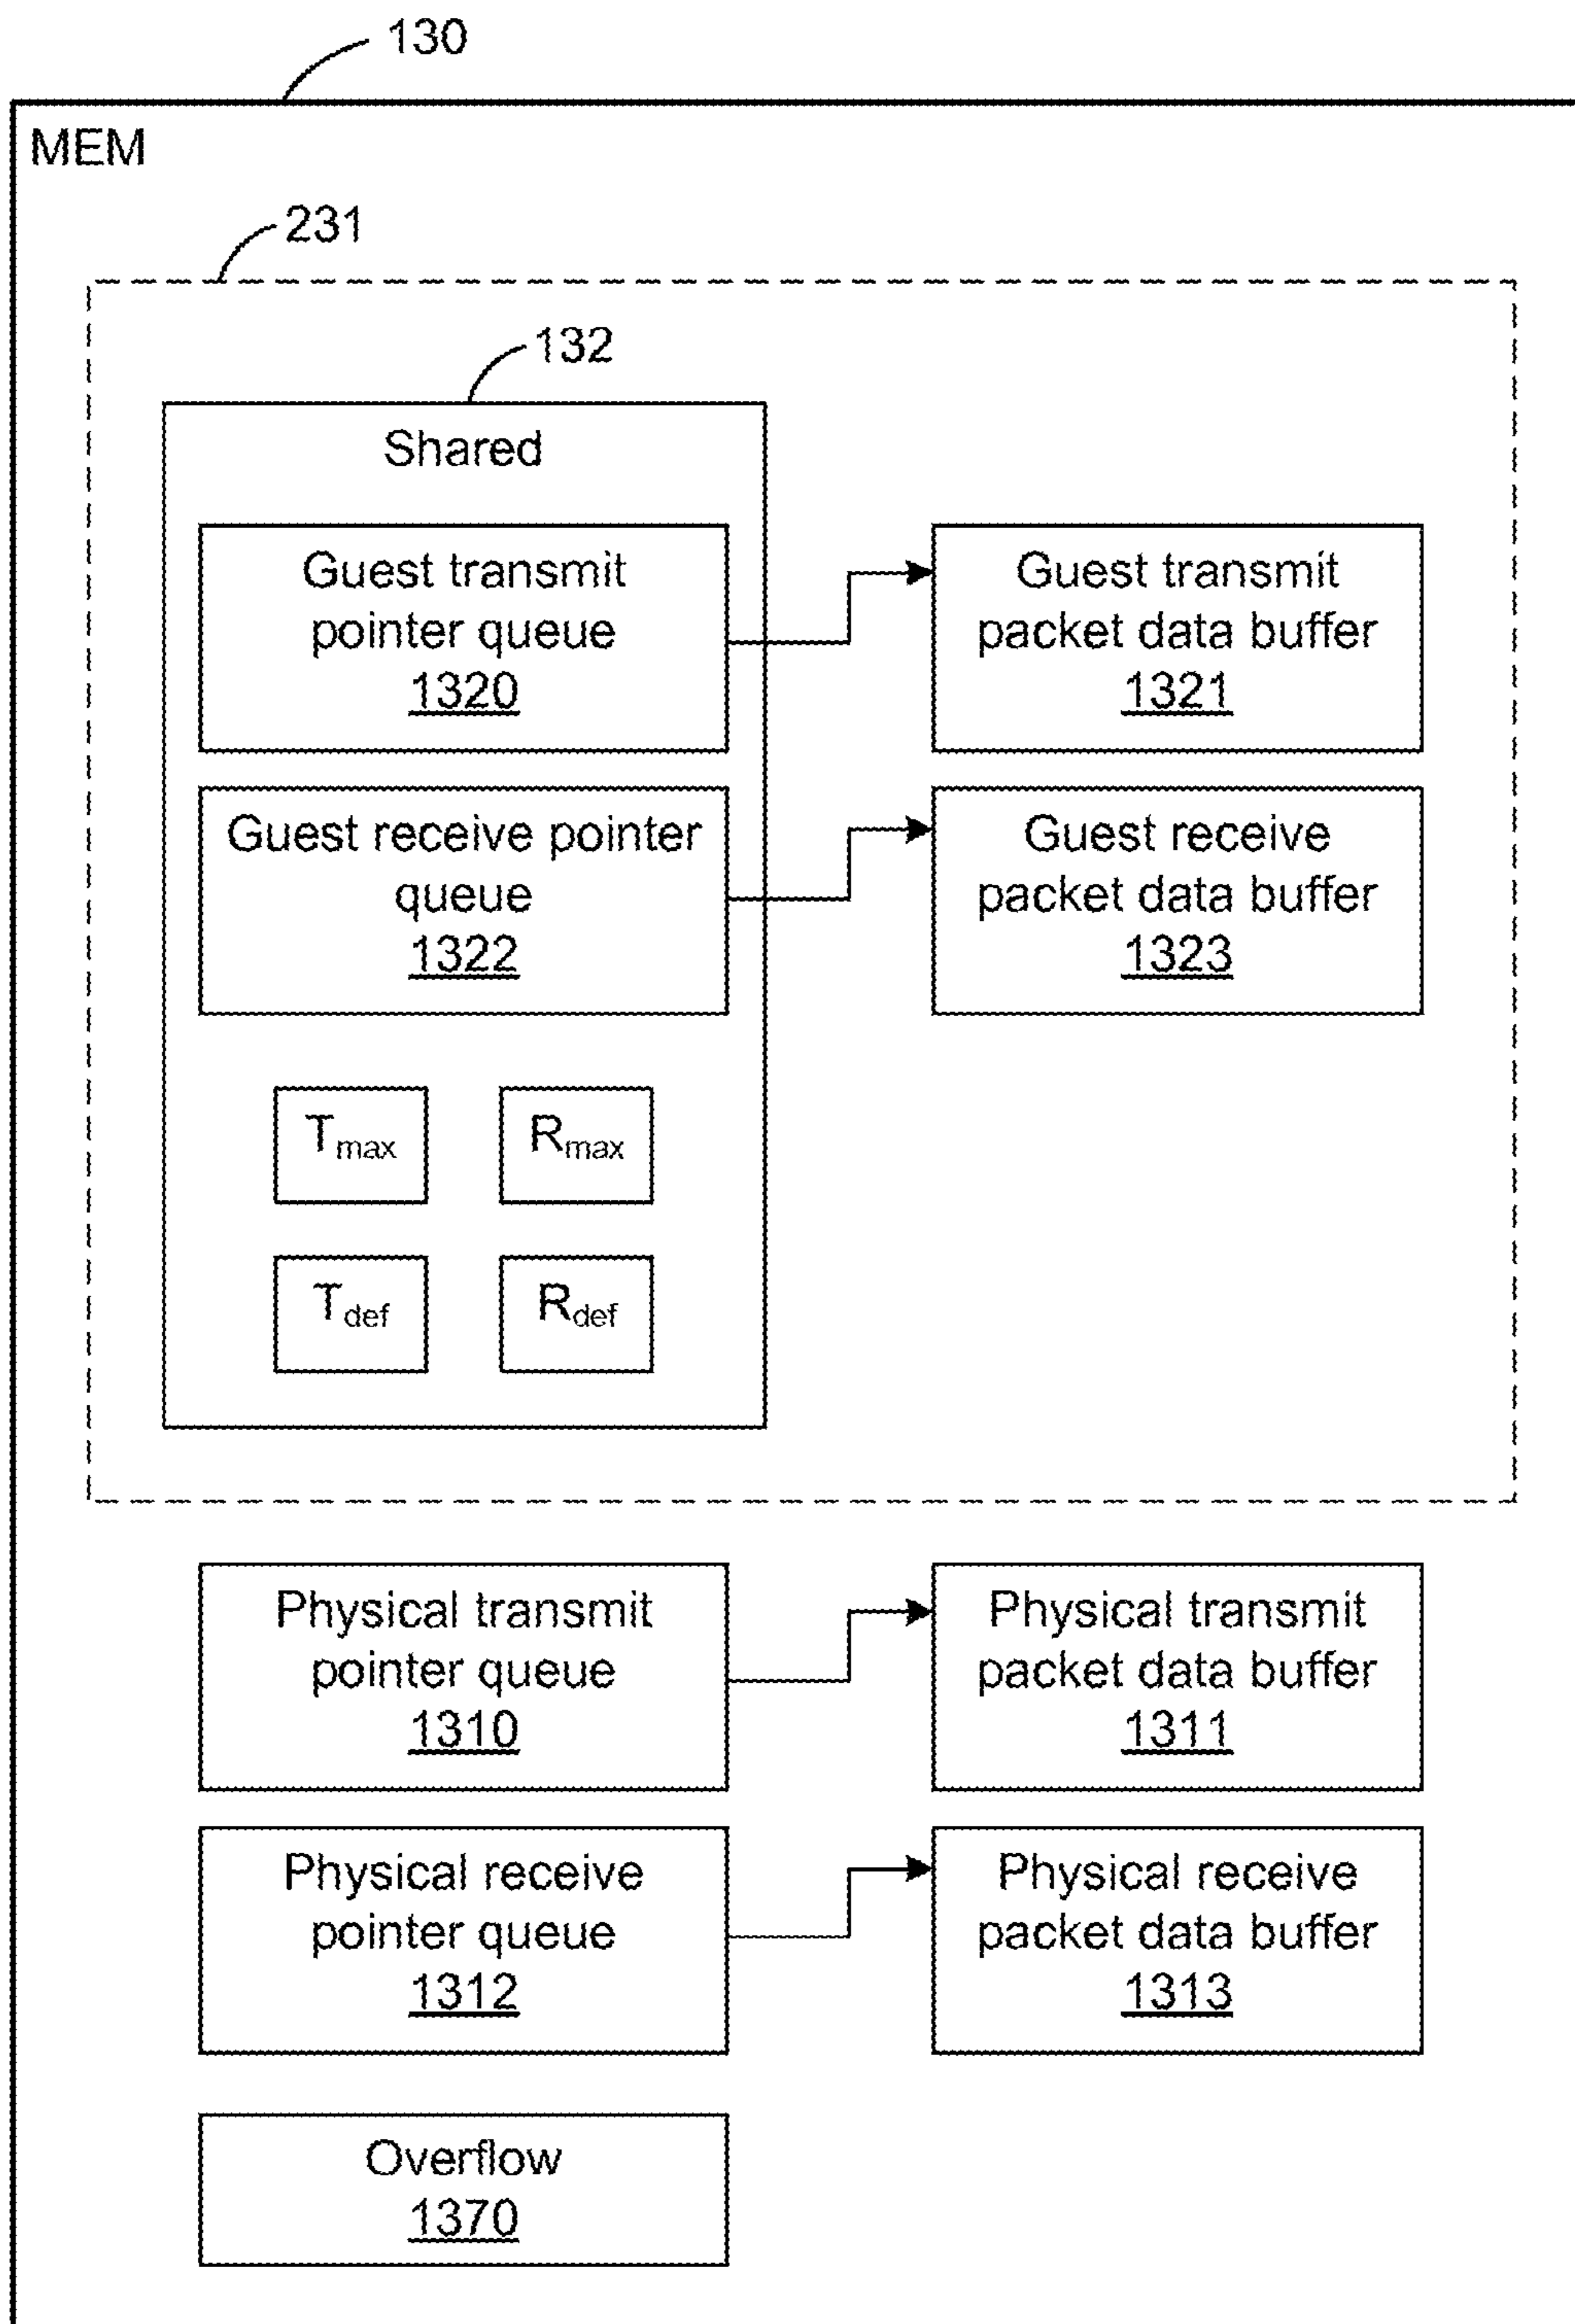 130
MEM
231
132
Shared
Guest transmit
pointer queue
1320
Guest transmit
packet data buffer
1321
Guest receive pointer
queue
1322
Guest receive
packet data buffer
1323
Tmax
Rmax
Tdef
Rdef
Physical transmit
pointer queue
1310
Physical transmit
packet data buffer
1311
Physical receive
pointer queue
1312
Physical receive
packet data buffer
1313
Overflow
1370